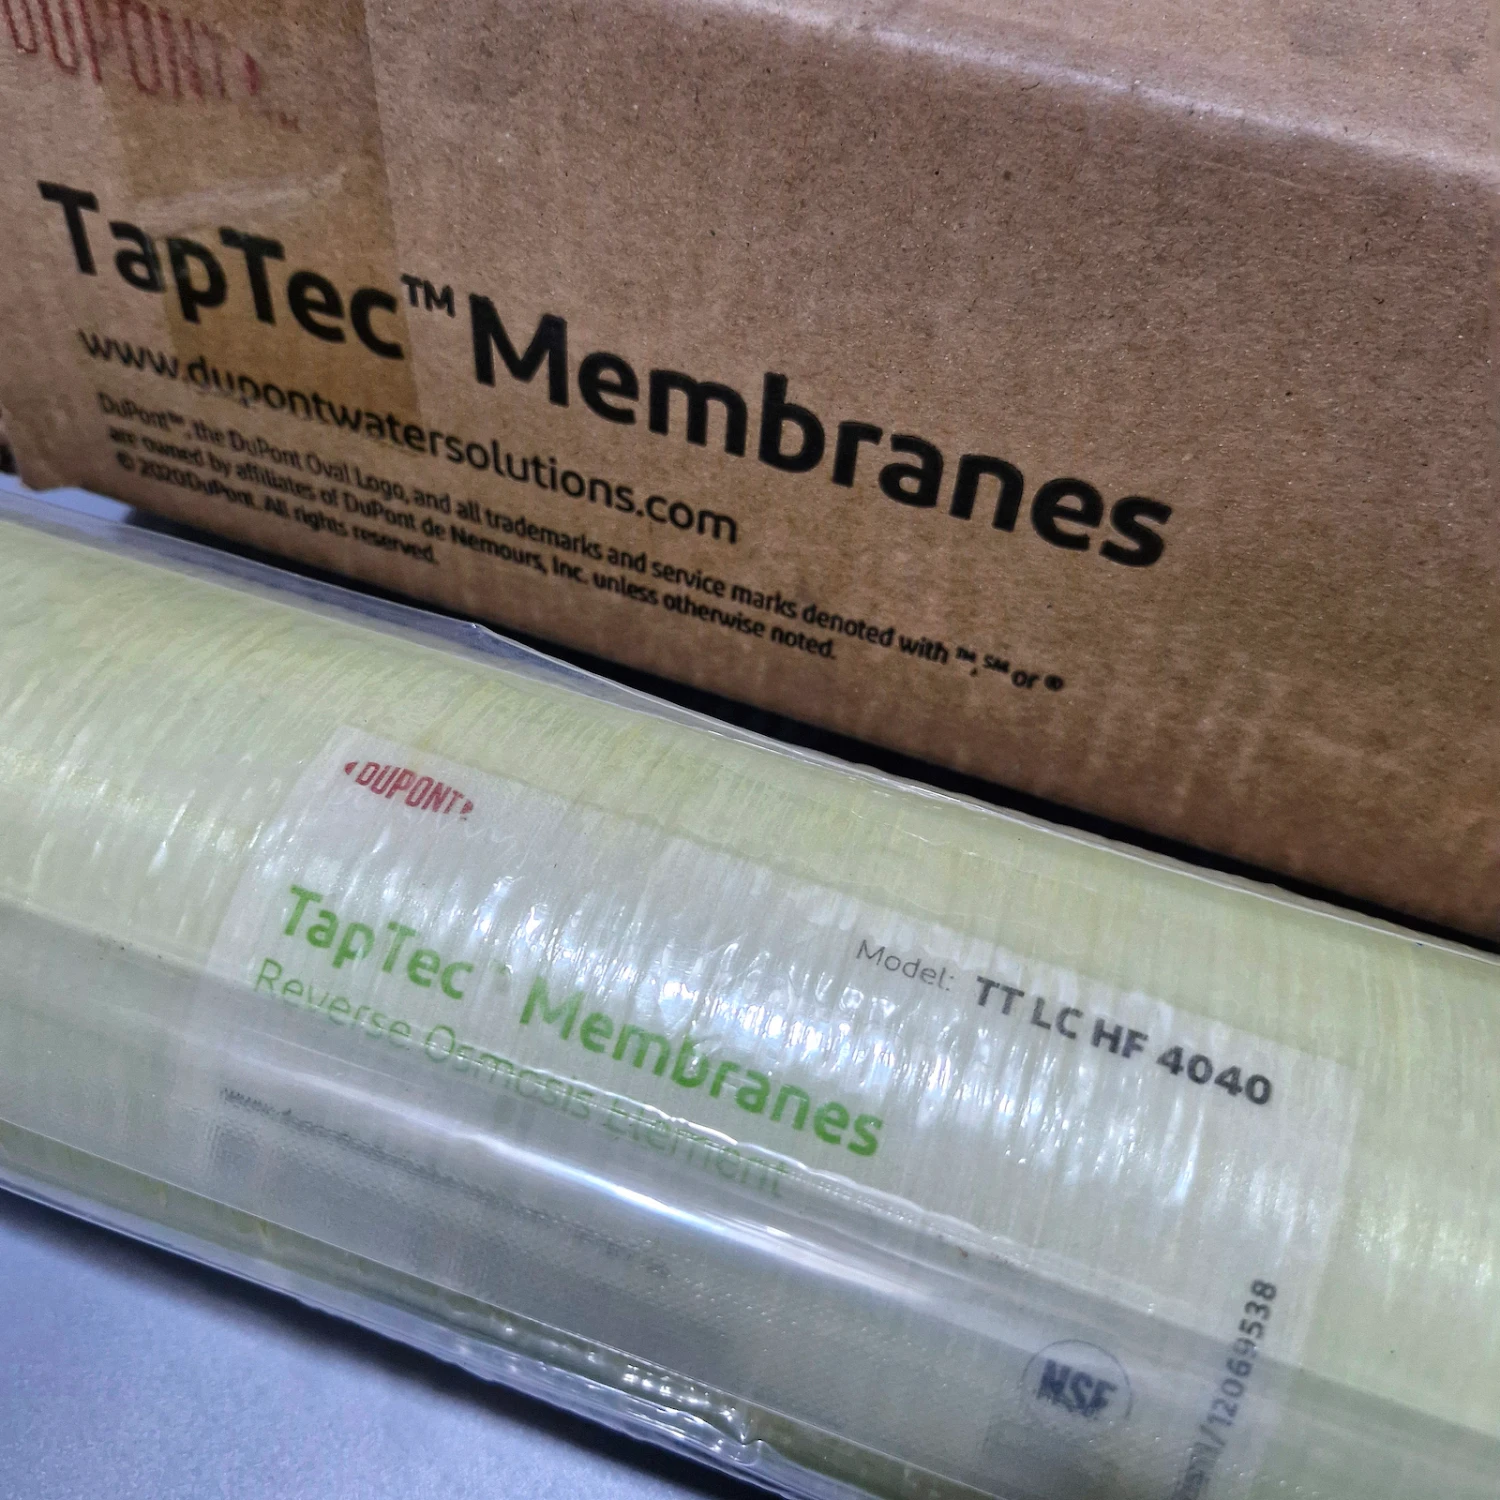 DUPONT
TapTec™ Membranes
www.dupontwatersolutions.com
DuPont™, the DuPont Oval Logo, and all trademarks and service marks denoted with ™, ℠ or ®
are owned by affiliates of DuPont de Nemours, Inc. unless otherwise noted.
© 2020DuPont. All rights reserved.
DUPONT
TapTec Membranes
Reverse Osmosis Element
Model: TT LC HF 4040
NSF
/12069538